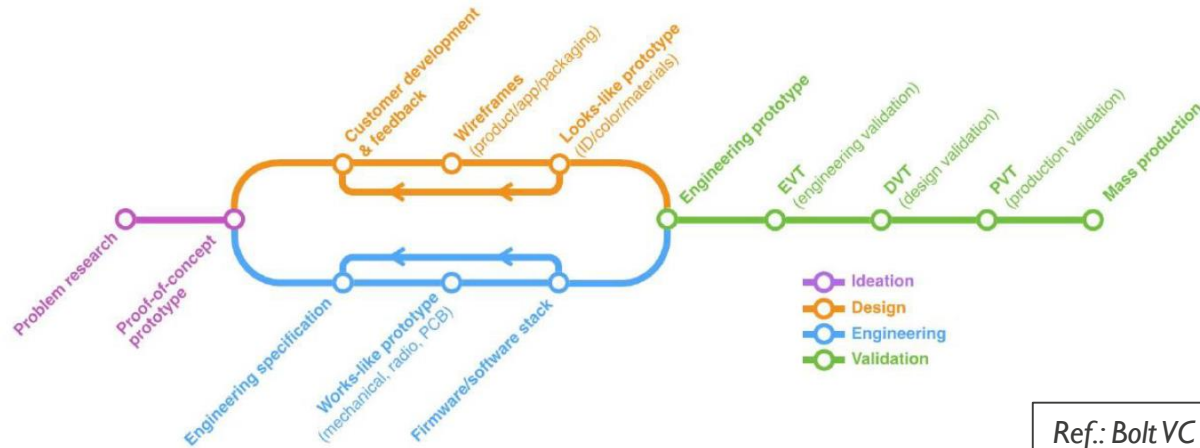 Problem research
Proof-of-concept
prototype
Customer development
& feedback
Wireframes
(product/app/packaging)
Looks-like prototype
(ID/color/materials)
Engineering specification
Works-like prototype
(mechanical, radio, PCB)
Firmware/software stack
Engineering prototype
EVT
(engineering validation)
DVT
(design validation)
PVT
(production validation)
Mass production
Ideation
Design
Engineering
Validation
Ref.: Bolt VC